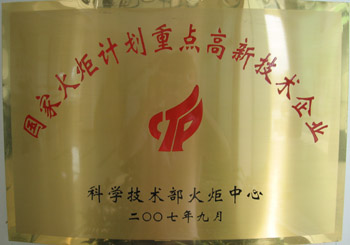 国家火炬计划重点高新技术企业
科学技术部火炬中心
二〇〇七年九月